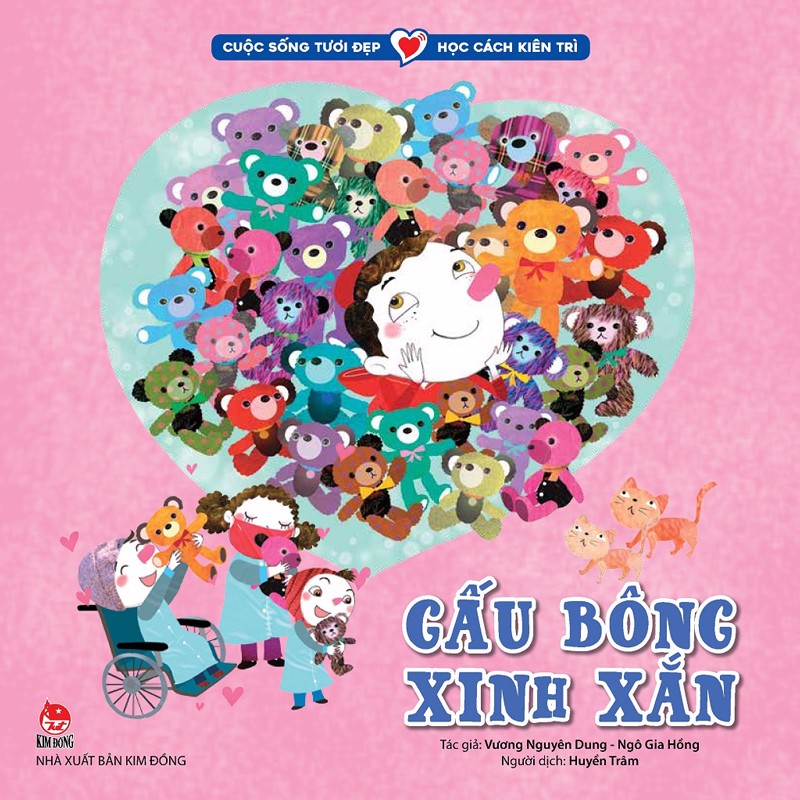 CUỘC SỐNG TƯƠI ĐẸP HỌC CÁCH KIÊN TRÌ
GẤU BÔNG
XINH XẮN
Tác giả: Vương Nguyên Dung - Ngô Gia Hồng
Người dịch: Huyền Trâm
KIM ĐỒNG
NHÀ XUẤT BẢN KIM ĐỒNG